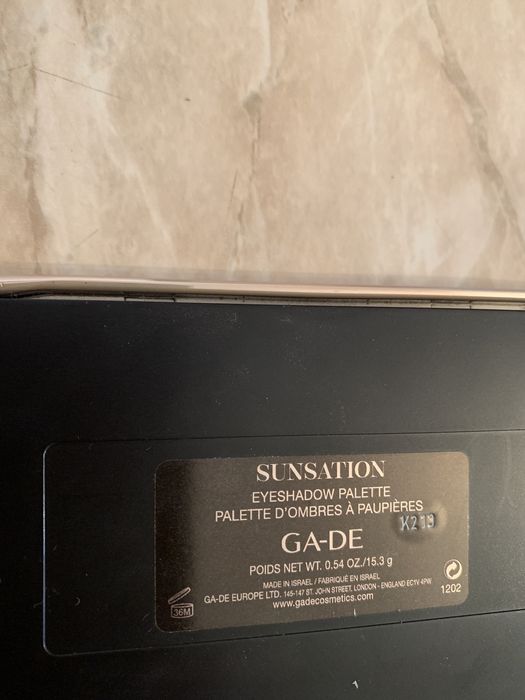 SUNSATION
EYESHADOW PALETTE
PALETTE D'OMBRES À PAUPIÈRES
GA-DE
POIDS NET WT. 0.54 OZ./15.3 g
MADE IN ISRAEL / FABRIQUÉ EN ISRAEL
GA-DE EUROPE LTD. 145-147 ST. JOHN STREET, LONDON - ENGLAND EC1V 4PW
www.gadecosmetics.com
36M
1202